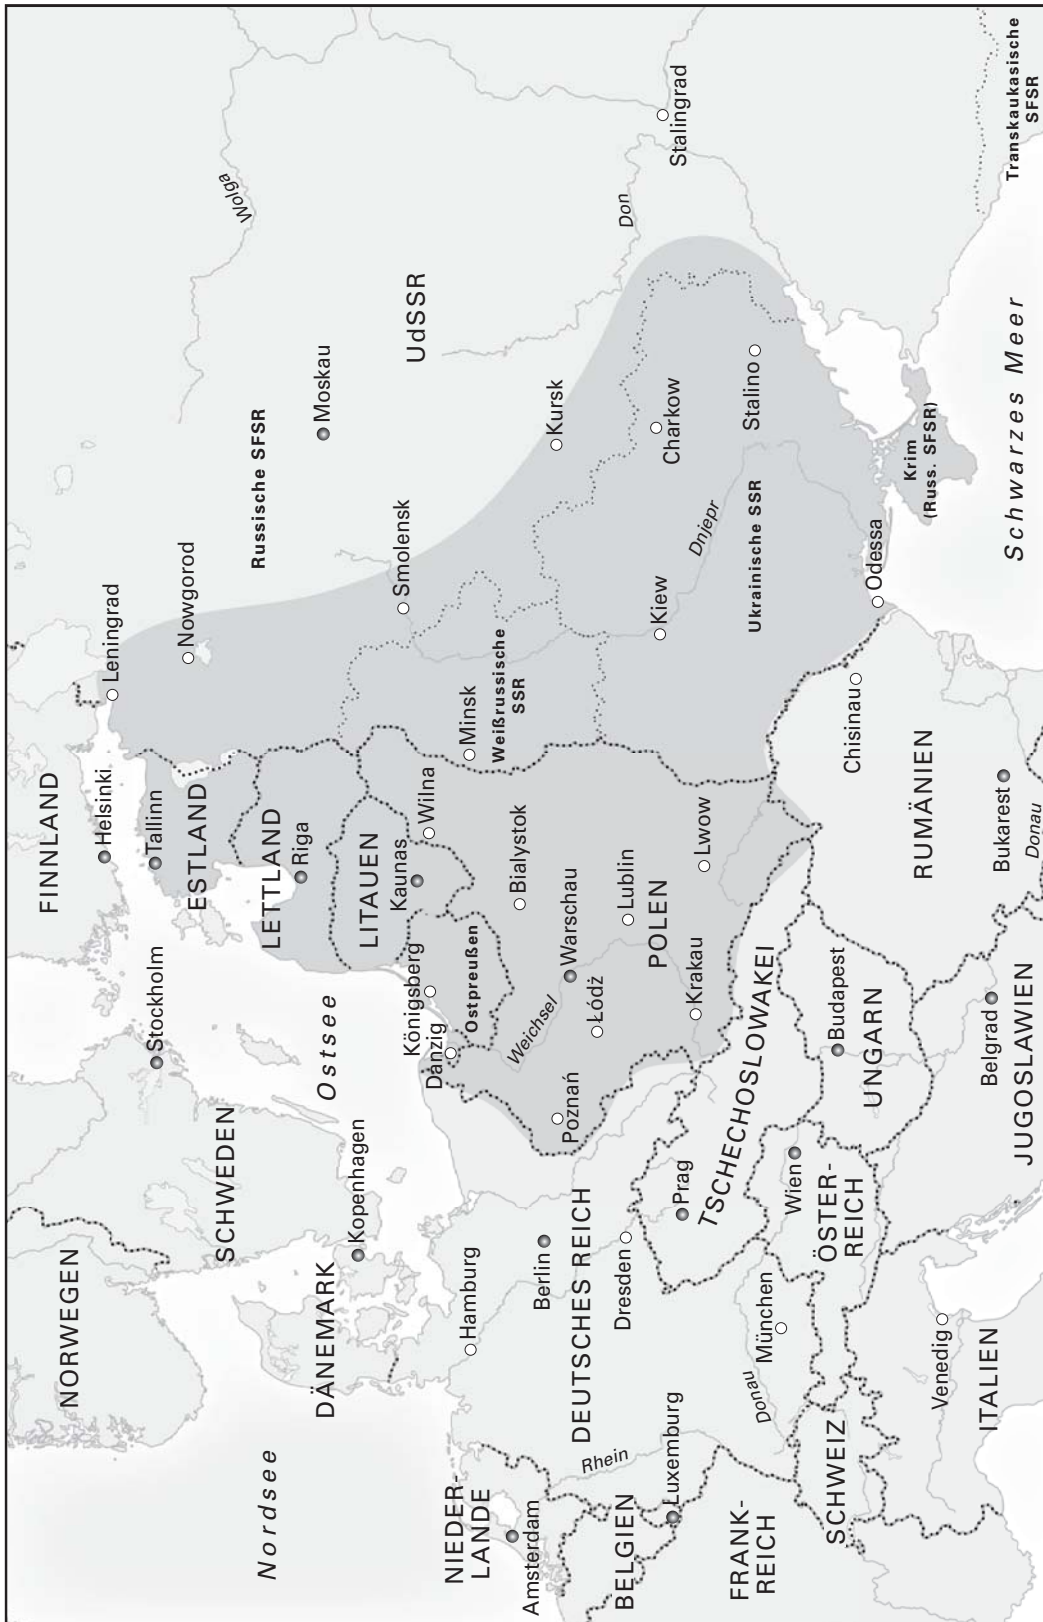 NORWEGEN
SCHWEDEN
Stockholm
FINNLAND
Helsinki
Tallinn
ESTLAND
Leningrad
Nowgorod
Wolga
Nordsee
DÄNEMARK
Kopenhagen
Ostsee
LETTLAND
Riga
LITAUEN
Kaunas
Wilna
Russische SFSR
Moskau
UdSSR
Smolensk
Königsberg
Danzig
Ostpreußen
Minsk
Weißrussische
SSR
Hamburg
NIEDER-
LANDE
Amsterdam
Berlin
DEUTSCHES REICH
Dresden
Poznań
Weichsel
Warschau
Bialystok
Łódź
Lublin
POLEN
Krakau
Lwow
Kursk
Don
Stalingrad
Charkow
Stalino
Kiew
Dnjepr
Ukrainische SSR
Rhein
BELGIEN
Luxemburg
FRANK-
REICH
Donau
München
Prag
TSCHECHOSLOWAKEI
Wien
ÖSTER-
REICH
SCHWEIZ
Budapest
UNGARN
Chisinau
Odessa
Krim
(Russ. SFSR)
RUMÄNIEN
Bukarest
Donau
Venedig
ITALIEN
Belgrad
JUGOSLAWIEN
Schwarzes Meer
Transkaukasische
SFSR